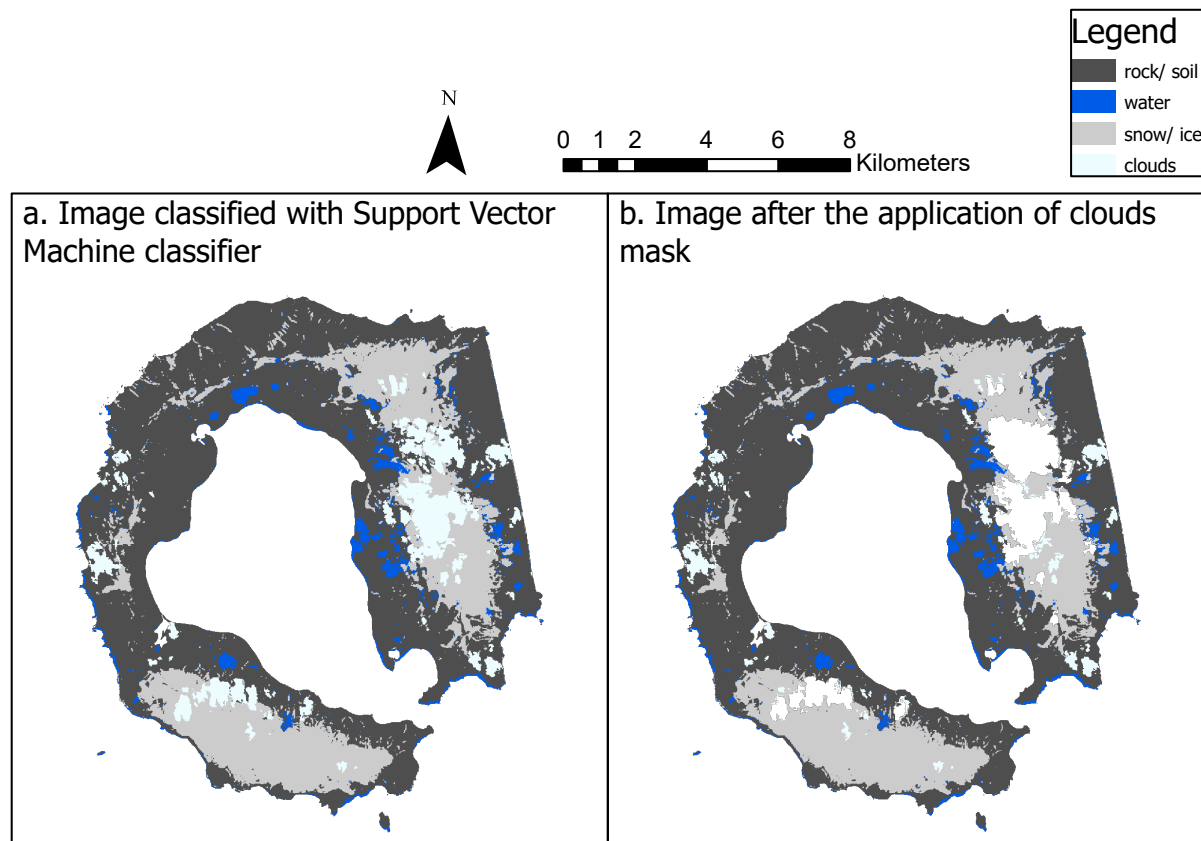 Legend
rock/ soil
water
snow/ ice
clouds
N
0 1 2 4 6 8
Kilometers
a. Image classified with Support Vector
Machine classifier
b. Image after the application of clouds
mask